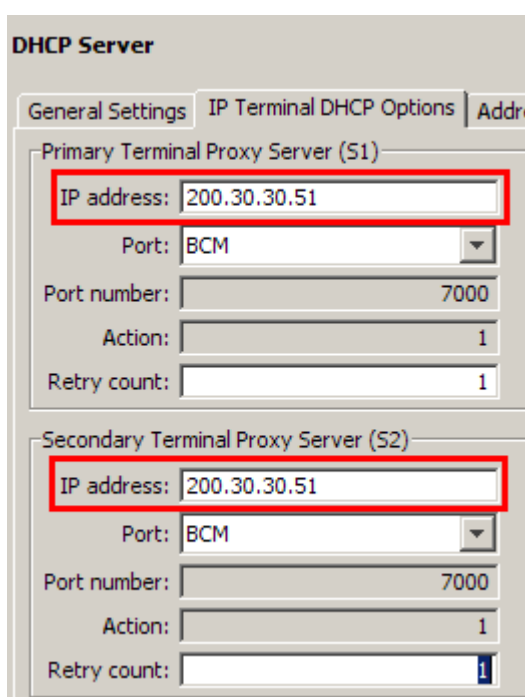 DHCP Server
General Settings IP Terminal DHCP Options Addr
Primary Terminal Proxy Server (S1)
IP address: 200.30.30.51
Port: BCM
Port number: 7000
Action: 1
Retry count: 1
Secondary Terminal Proxy Server (S2)
IP address: 200.30.30.51
Port: BCM
Port number: 7000
Action: 1
Retry count: 1